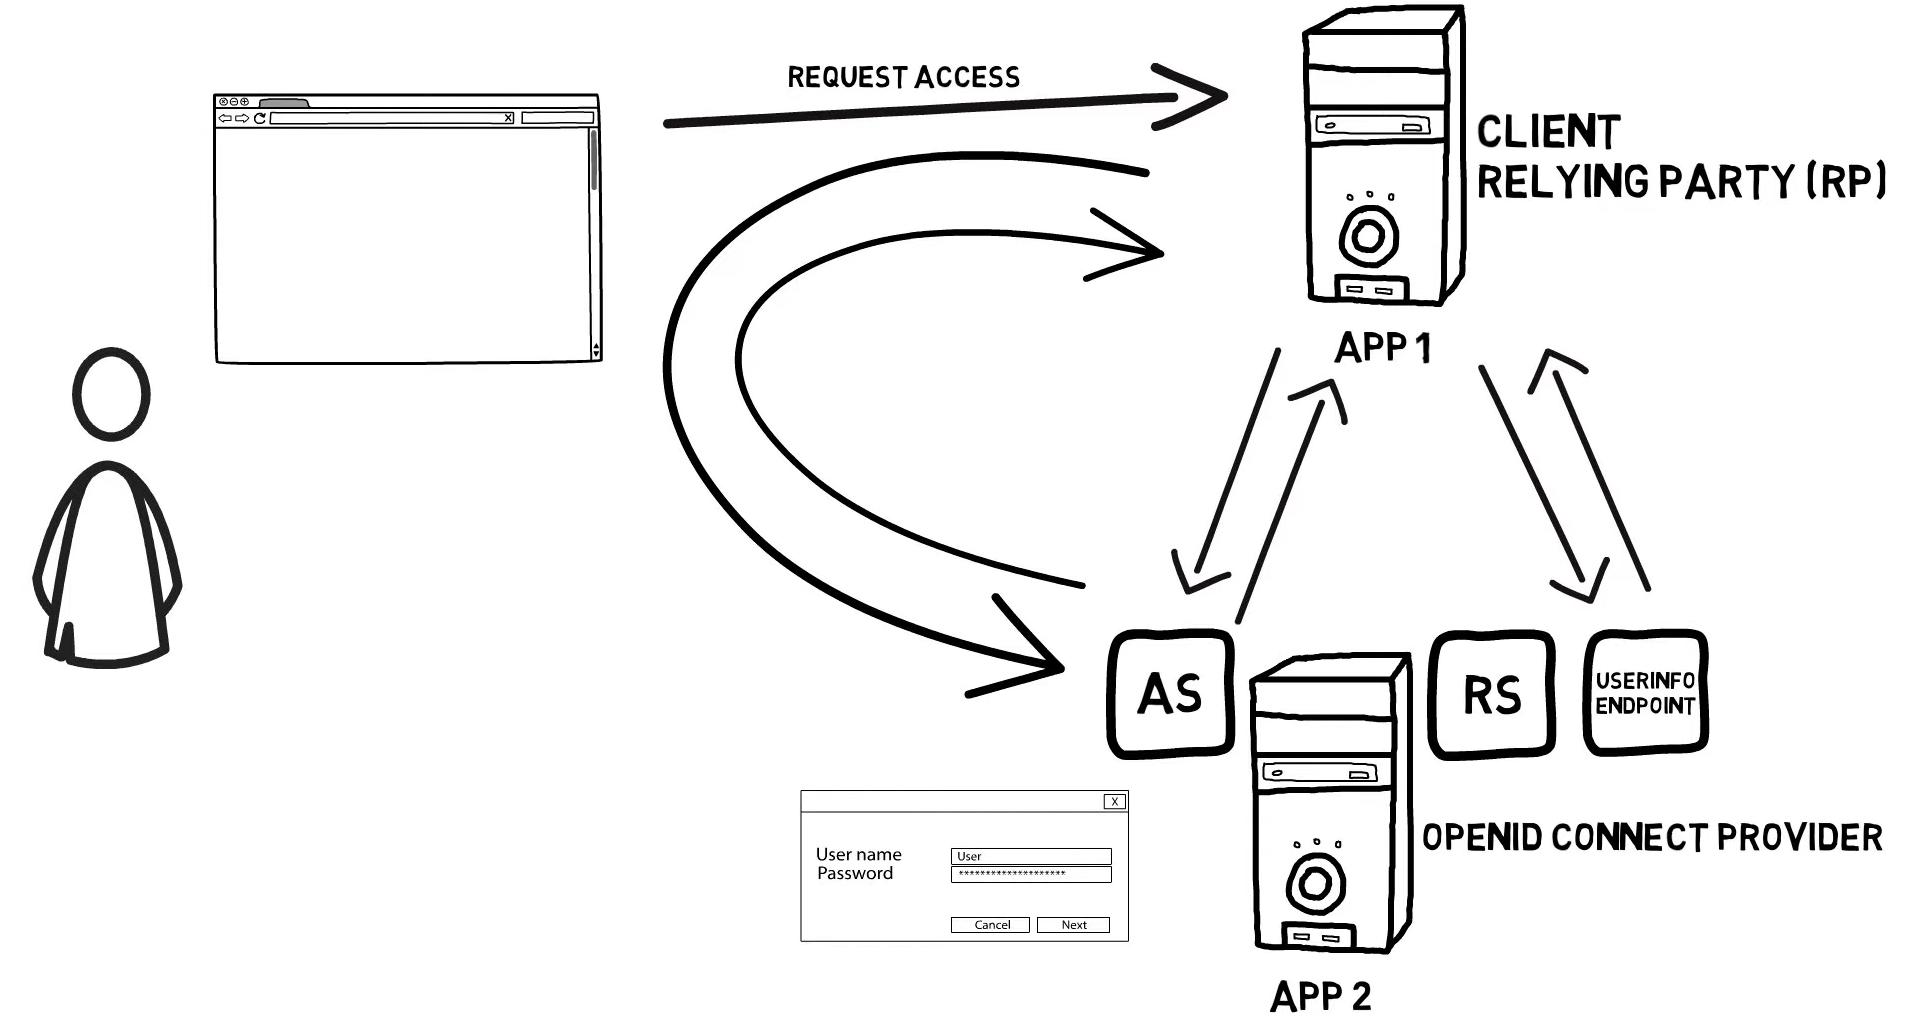 REQUEST ACCESS
X
CLIENT
RELYING PARTY (RP)
APP 1
AS
RS
USERINFO
ENDPOINT
X
User name
User
Password
********************
Cancel
Next
OPENID CONNECT PROVIDER
APP 2